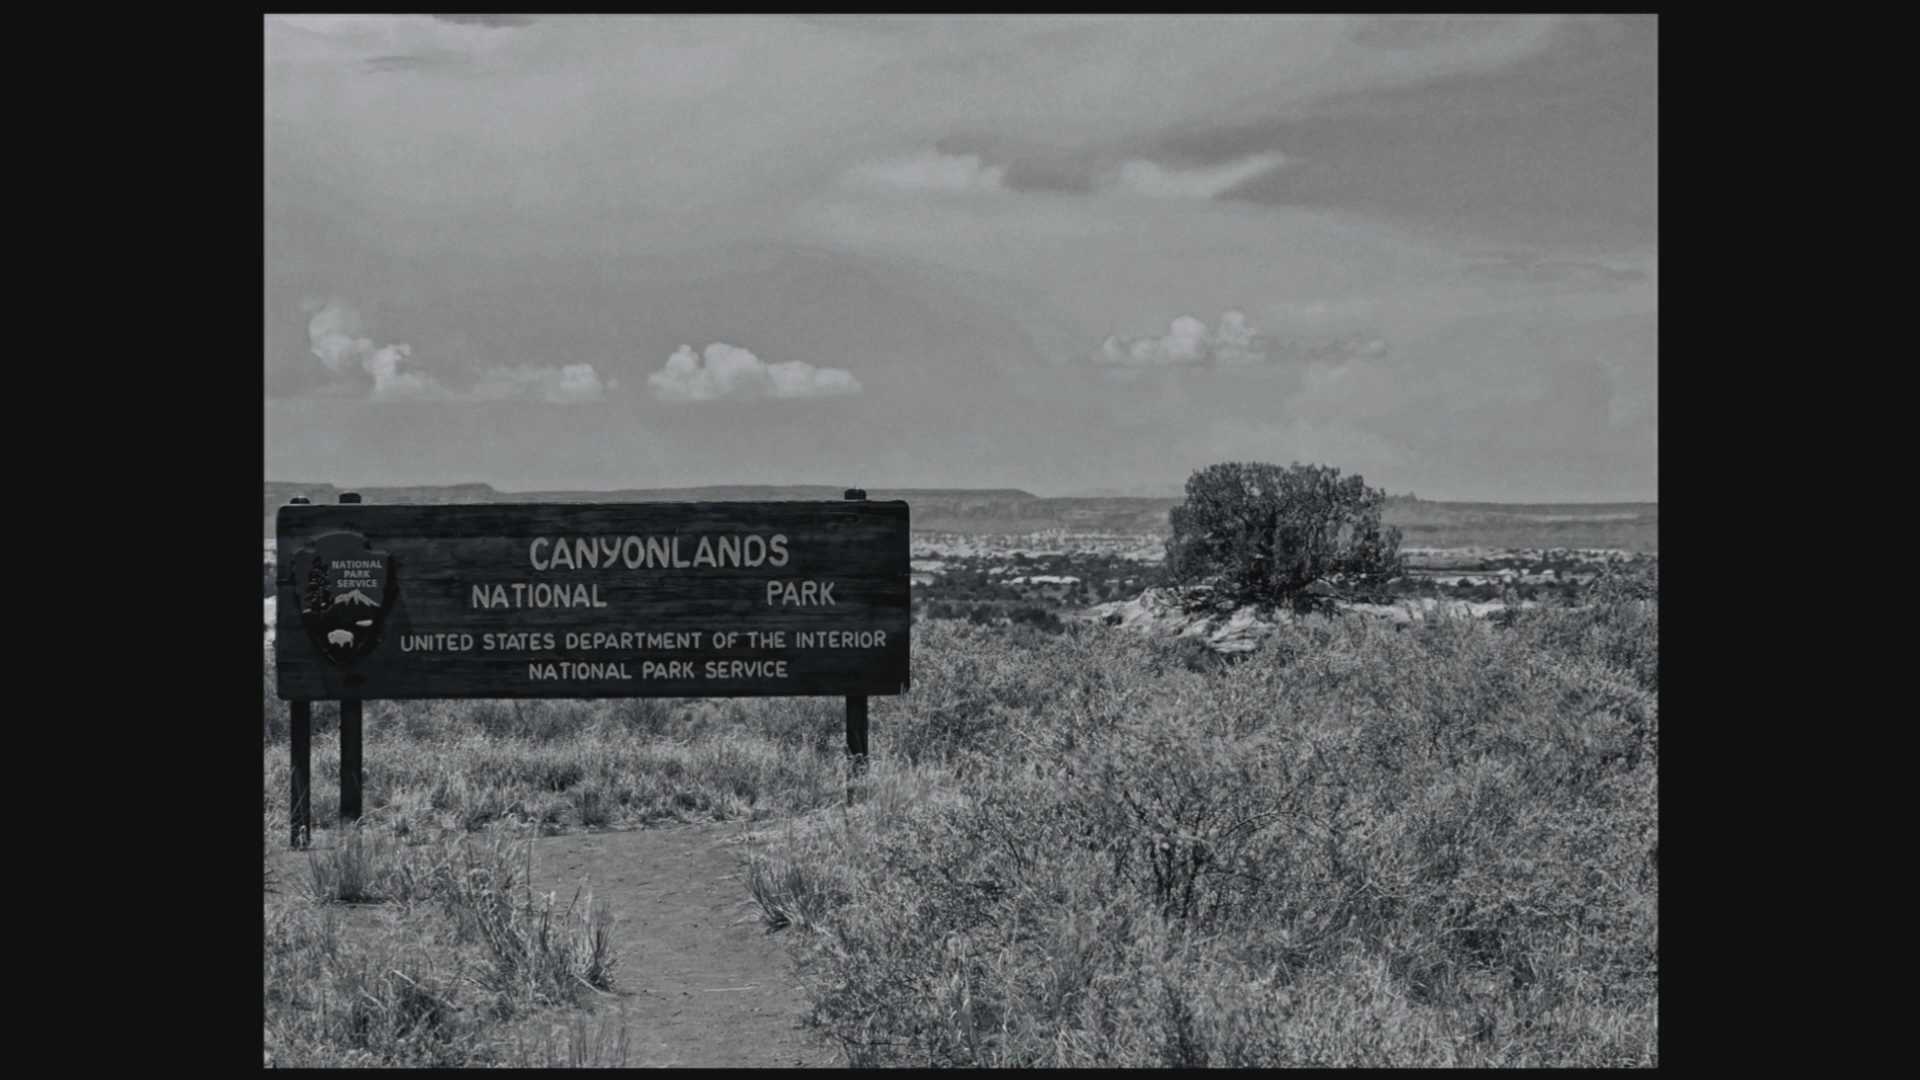 NATIONAL
PARK
SERVICE
CANYONLANDS
NATIONAL PARK
UNITED STATES DEPARTMENT OF THE INTERIOR
NATIONAL PARK SERVICE